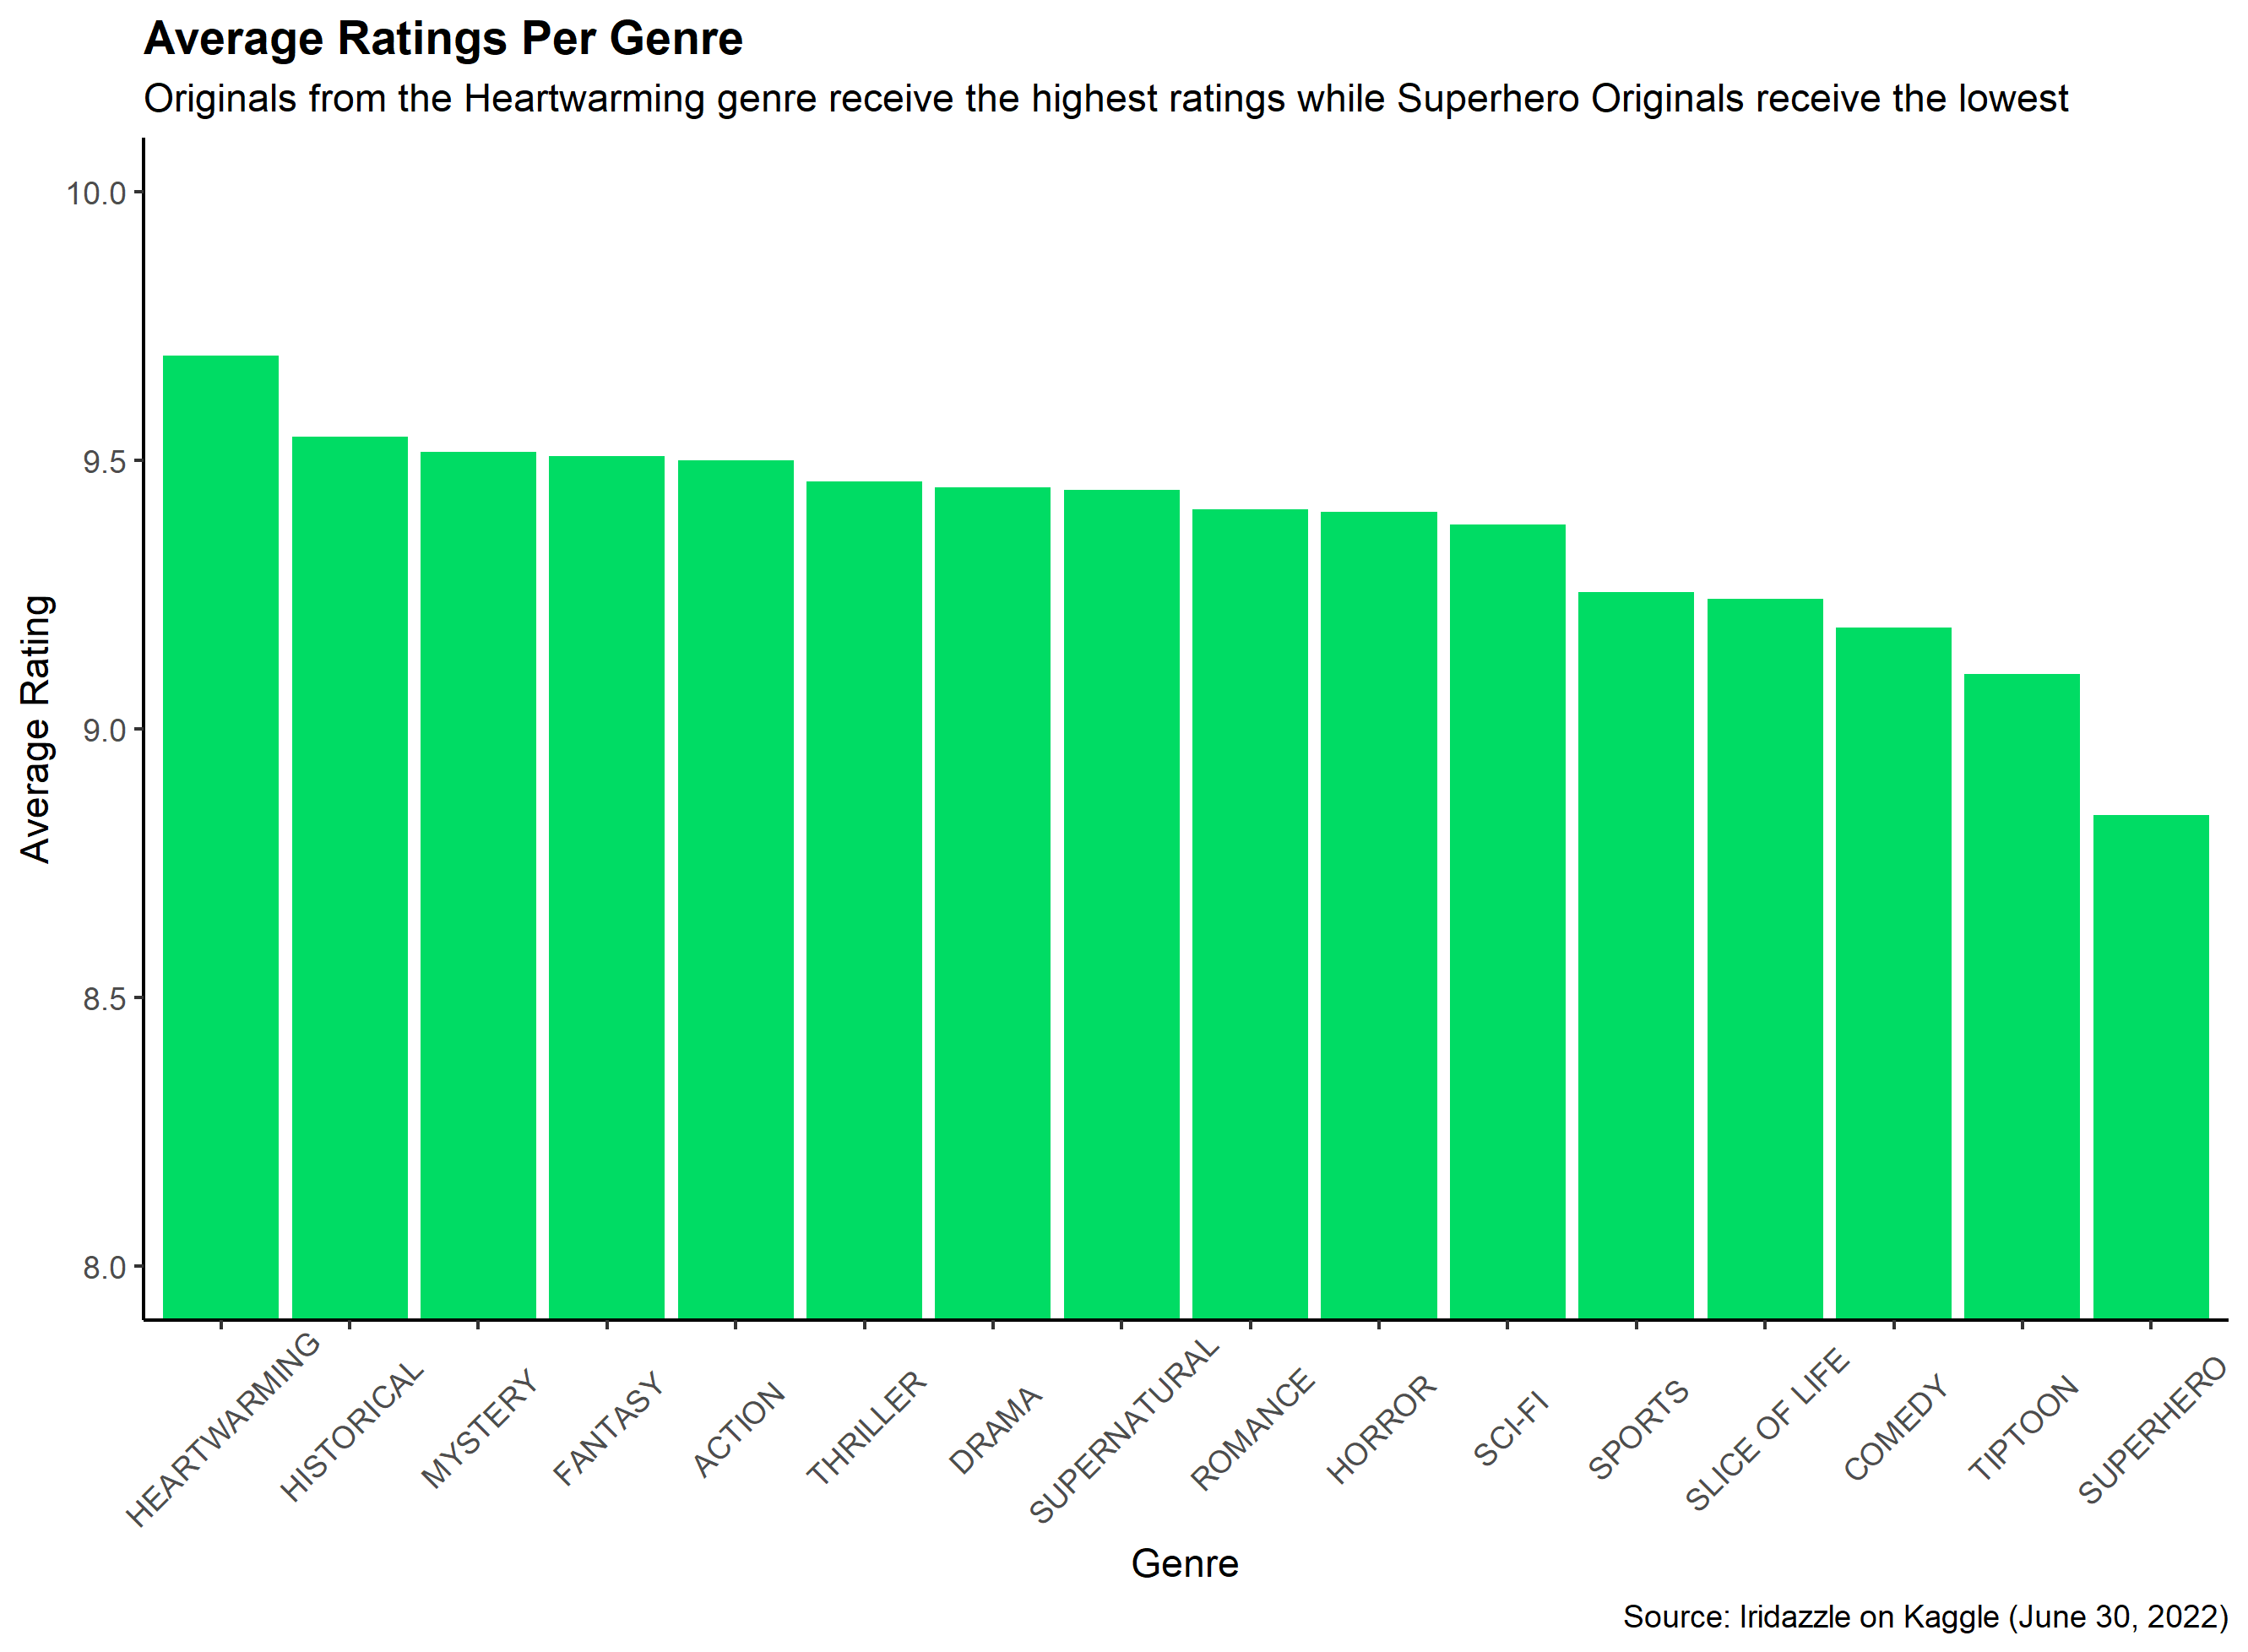 Average Ratings Per Genre
Originals from the Heartwarming genre receive the highest ratings while Superhero Originals receive the lowest
10.0
9.5
9.0
8.5
8.0
Average Rating
HEARTWARMING
HISTORICAL
MYSTERY
FANTASY
ACTION
THRILLER
DRAMA
SUPERNATURAL
ROMANCE
HORROR
SCI-FI
SPORTS
SLICE OF LIFE
COMEDY
TIPTOON
SUPERHERO
Genre
Source: Iridazzle on Kaggle (June 30, 2022)